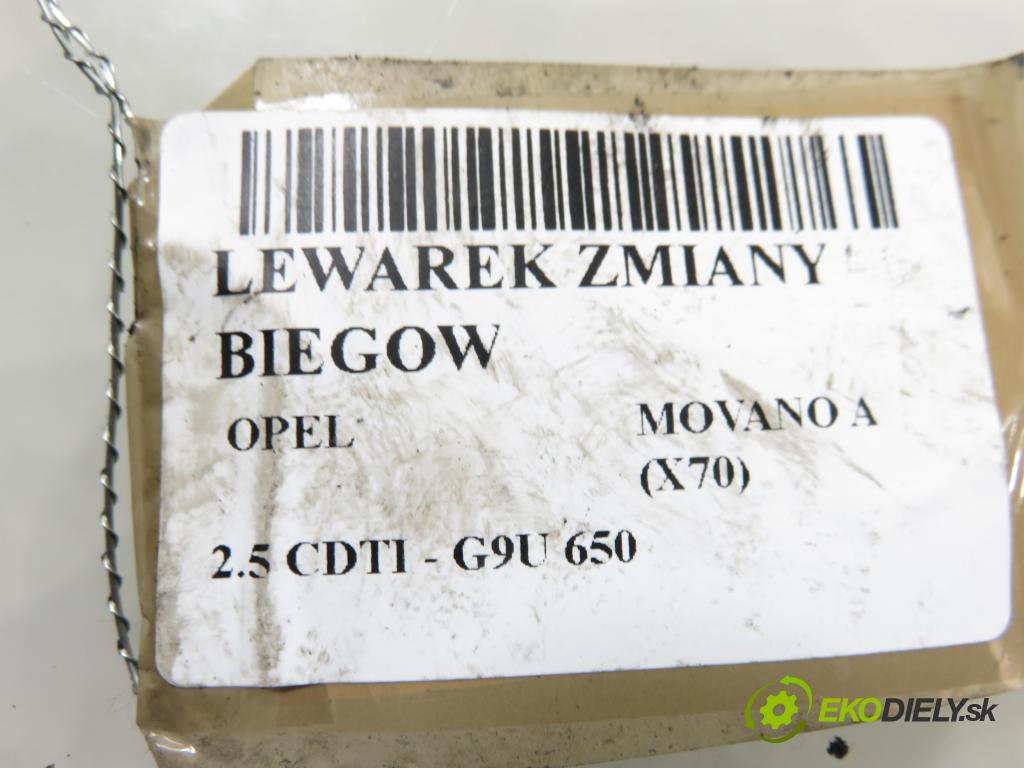 LEWAREK ZMIANY
BIEGOW
OPEL
MOVANO A
(X70)
2.5 CDTI - G9U 650
EKODIELY.sk